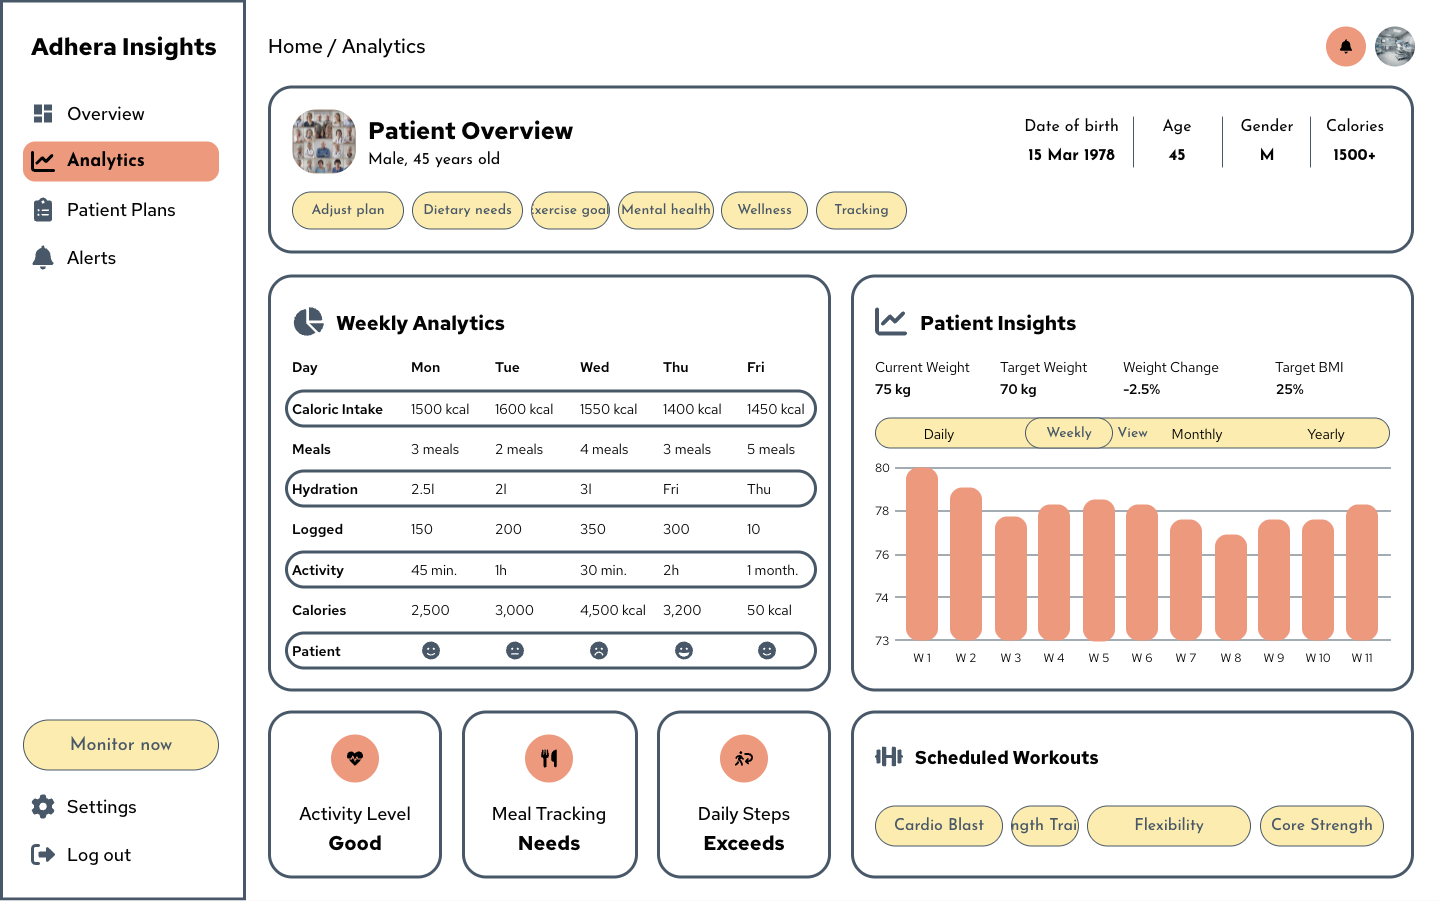 Adhera Insights
Overview
Analytics
Patient Plans
Alerts
Monitor now
Settings
Log out
Home / Analytics
Patient Overview
Male, 45 years old
Date of birth Age Gender Calories
15 Mar 1978 45 M 1500+
Adjust plan Dietary needs xercise goal Mental health Wellness Tracking
Weekly Analytics
Day Mon Tue Wed Thu Fri
Caloric Intake 1500 kcal 1600 kcal 1550 kcal 1400 kcal 1450 kcal
Meals 3 meals 2 meals 4 meals 3 meals 5 meals
Hydration 2.5l 2l 3l Fri Thu
Logged 150 200 350 300 10
Activity 45 min. 1h 30 min. 2h 1 month.
Calories 2,500 3,000 4,500 kcal 3,200 50 kcal
Patient
Patient Insights
Current Weight Target Weight Weight Change Target BMI
75 kg 70 kg -2.5% 25%
Daily Weekly View Monthly Yearly
80
78
76
74
73
W 1 W 2 W 3 W 4 W 5 W 6 W 7 W 8 W 9 W 10 W 11
Activity Level
Good
Meal Tracking
Needs
Daily Steps
Exceeds
Scheduled Workouts
Cardio Blast ngth Trai Flexibility Core Strength